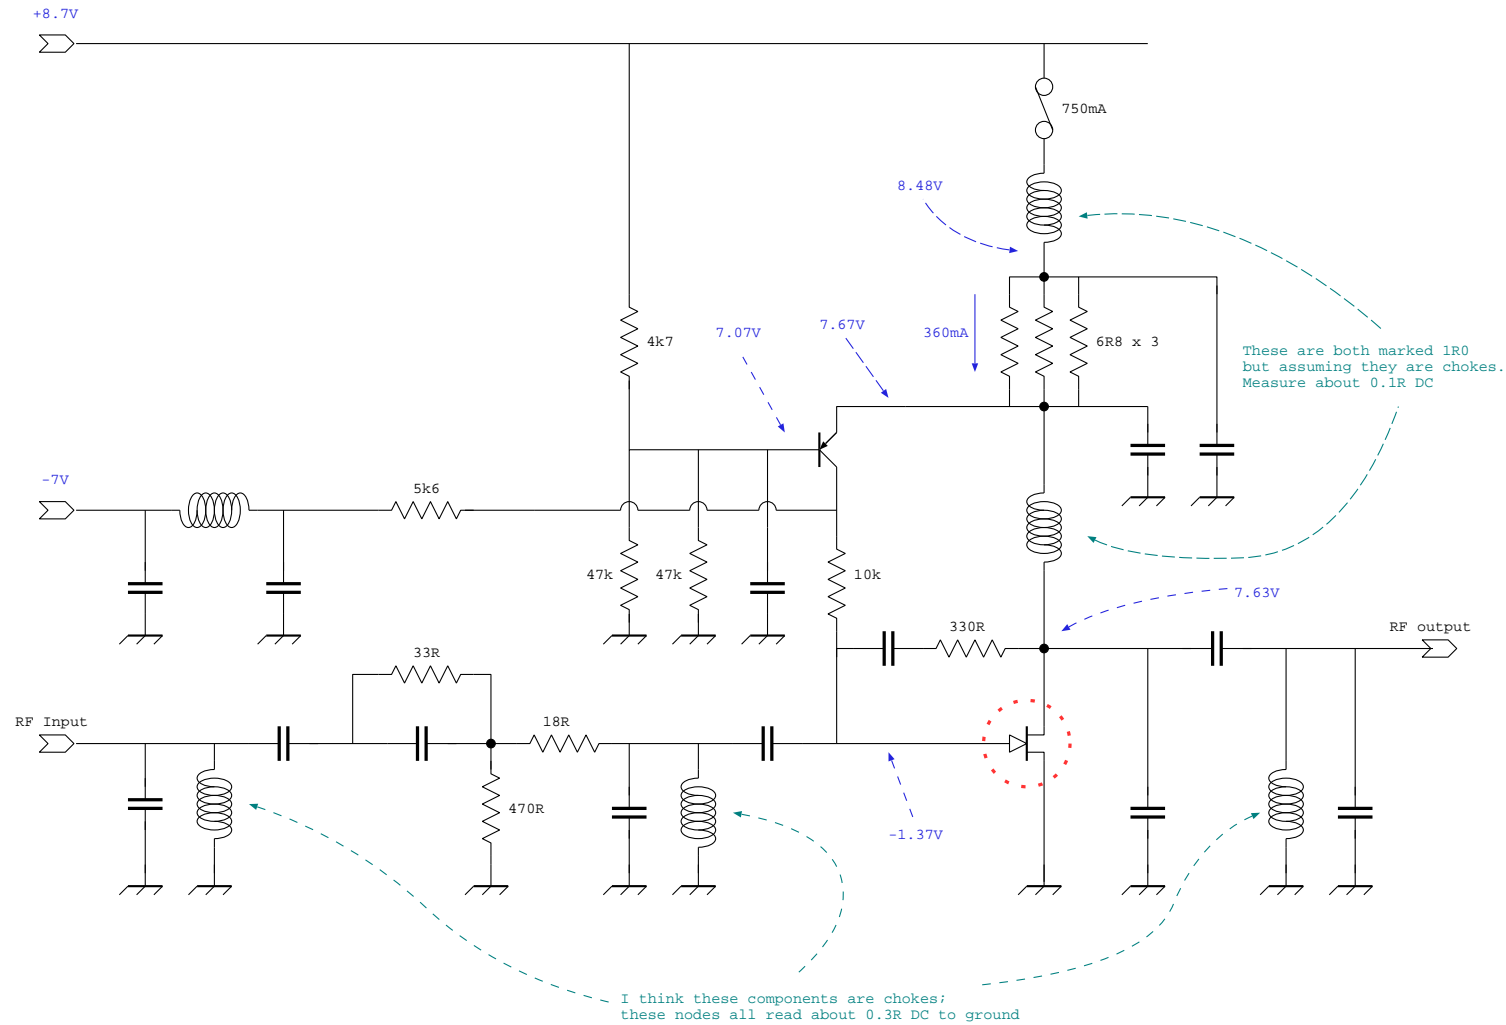 +8.7V
750mA
8.48V
7.07V
7.67V
360mA
4k7
6R8 x 3
These are both marked 1R0
but assuming they are chokes.
Measure about 0.1R DC
-7V
5k6
47k
47k
10k
7.63V
330R
RF output
33R
RF Input
18R
470R
-1.37V
I think these components are chokes;
these nodes all read about 0.3R DC to ground